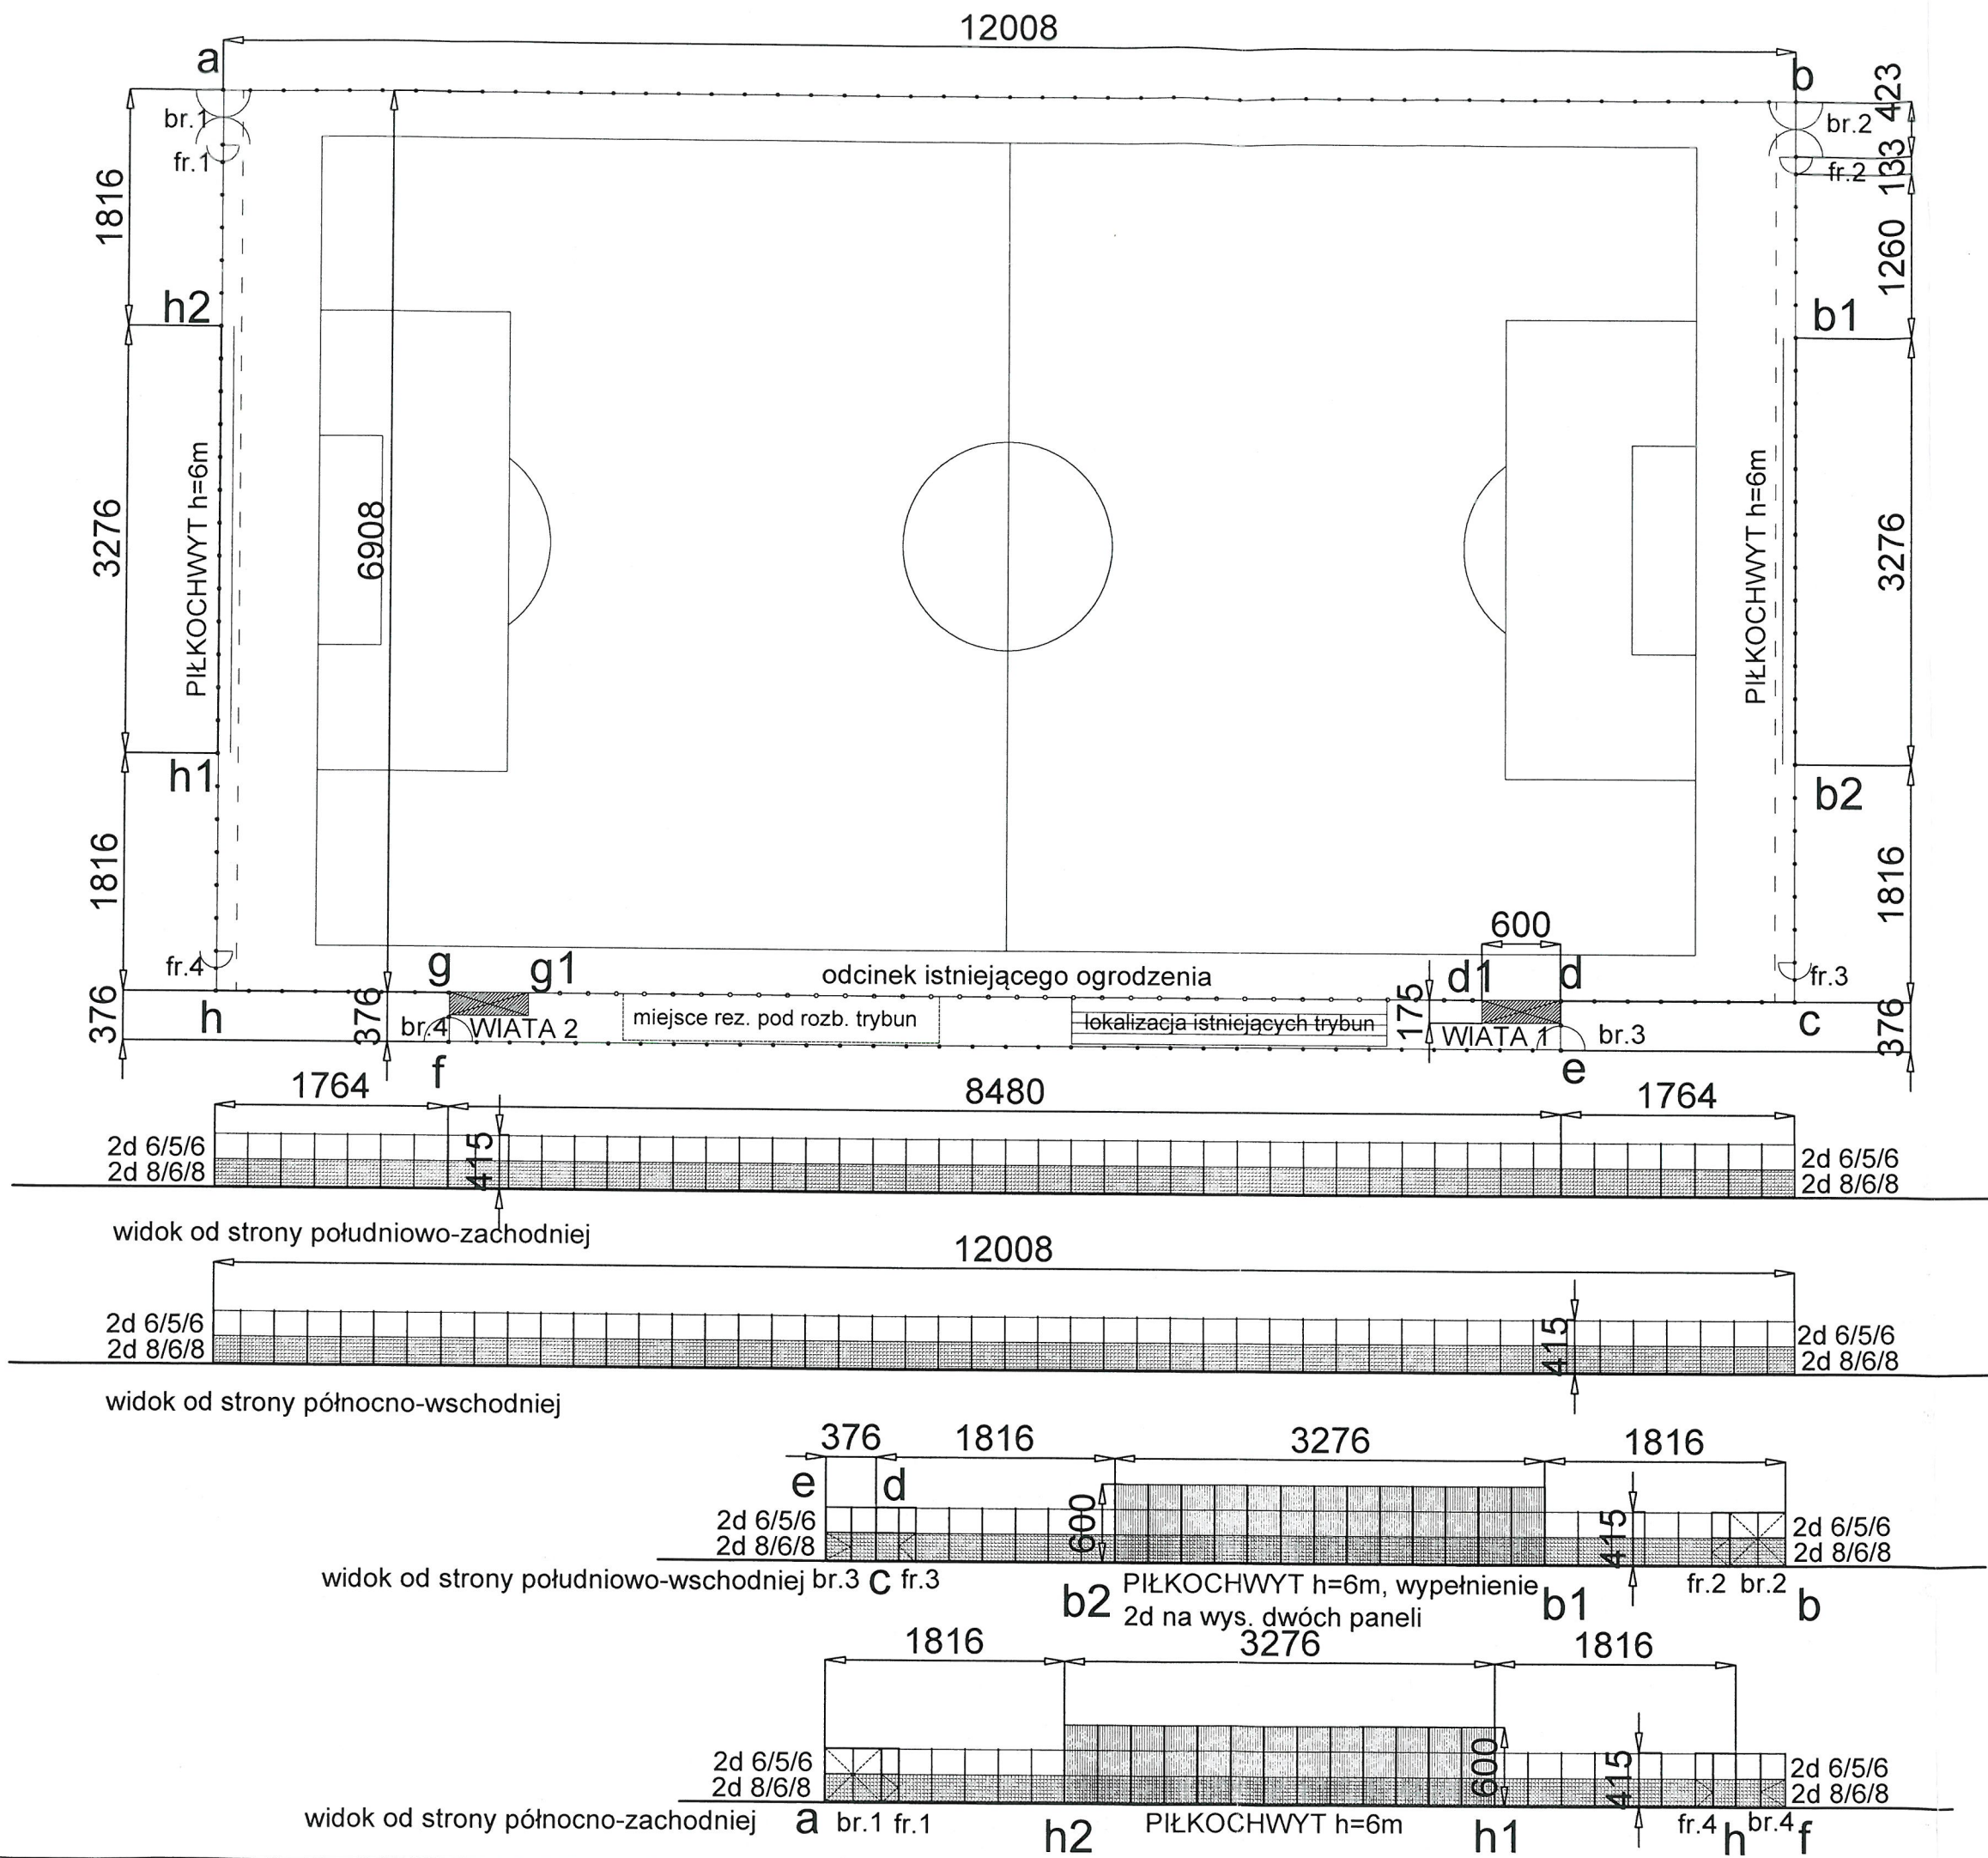 12008
a
b
423
br.1
br.2
fr.1
133
fr.2
1816
1260
h2
b1
PIŁKOCHWYT h=6m
3276
6908
PIŁKOCHWYT h=6m
3276
h1
b2
1816
1816
600
fr.4
g
g1
odcinek istniejącego ogrodzenia
d1
d
fr.3
376
h
376
br.4
WIATA 2
miejsce rez. pod rozb. trybun
lokalizacja istniejących trybun
175
WIATA 1
br.3
c
376
f
e
1764
8480
1764
2d 6/5/6
2d 8/6/8
415
2d 6/5/6
2d 8/6/8
widok od strony południowo-zachodniej
12008
2d 6/5/6
2d 8/6/8
415
2d 6/5/6
2d 8/6/8
widok od strony północno-wschodniej
376
1816
3276
1816
e
d
2d 6/5/6
2d 8/6/8
600
415
2d 6/5/6
2d 8/6/8
widok od strony południowo-wschodniej br.3 c fr.3
b2
PIŁKOCHWYT h=6m, wypełnienie
2d na wys. dwóch paneli
b1
fr.2 br.2
b
1816
3276
1816
2d 6/5/6
2d 8/6/8
600
415
2d 6/5/6
2d 8/6/8
widok od strony północno-zachodniej
a
br.1 fr.1
h2
PIŁKOCHWYT h=6m
h1
fr.4
h
br.4
f